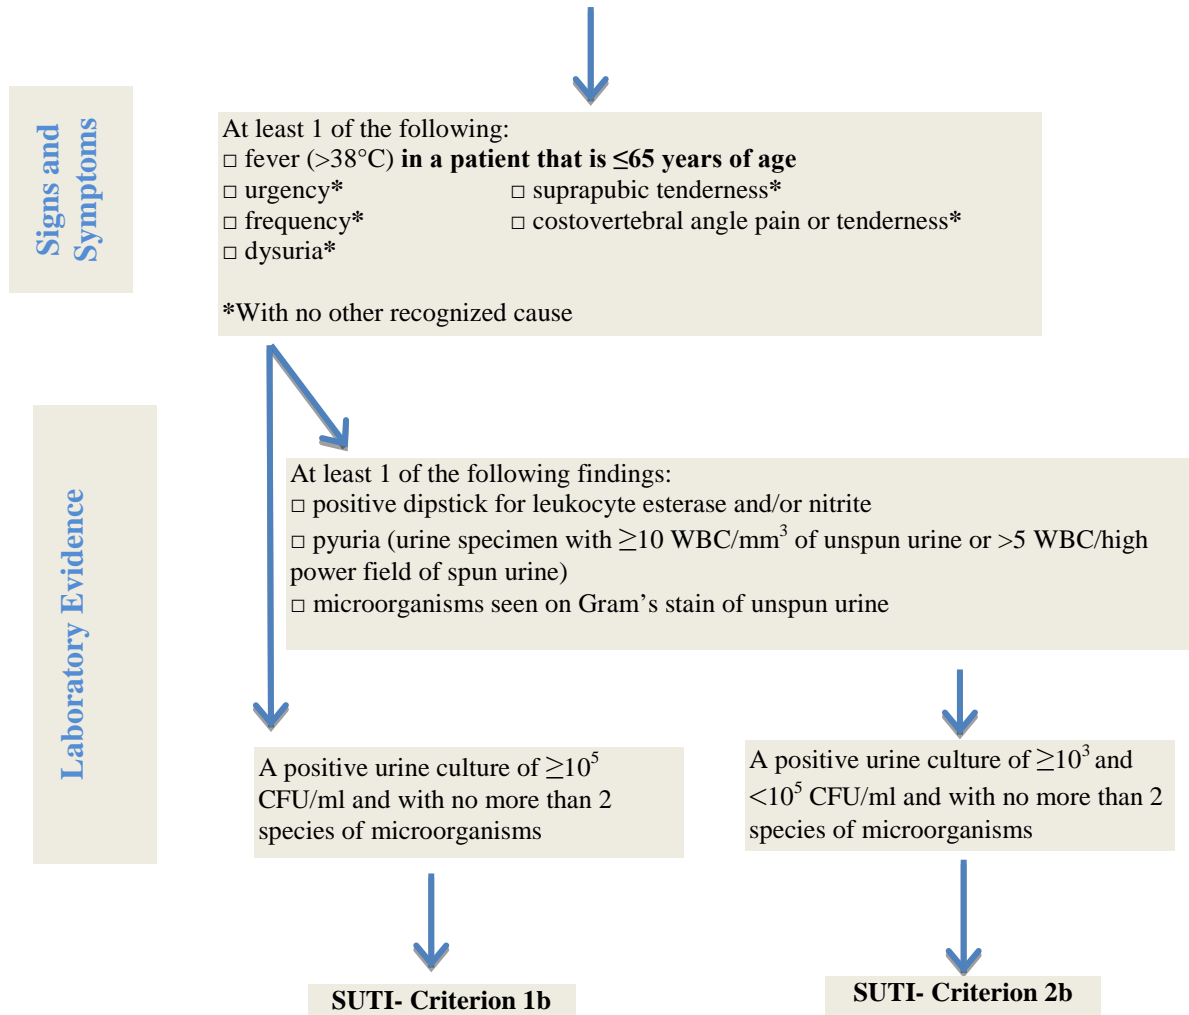 Signs and
Symptoms
At least 1 of the following:
□ fever (>38°C) in a patient that is ≤65 years of age
□ urgency* □ suprapubic tenderness*
□ frequency* □ costovertebral angle pain or tenderness*
□ dysuria*
*With no other recognized cause
Laboratory Evidence
At least 1 of the following findings:
□ positive dipstick for leukocyte esterase and/or nitrite
□ pyuria (urine specimen with ≥10 WBC/mm³ of unspun urine or >5 WBC/high
power field of spun urine)
□ microorganisms seen on Gram’s stain of unspun urine
A positive urine culture of ≥10⁵
CFU/ml and with no more than 2
species of microorganisms
A positive urine culture of ≥10³ and
<10⁵ CFU/ml and with no more than 2
species of microorganisms
SUTI- Criterion 1b
SUTI- Criterion 2b